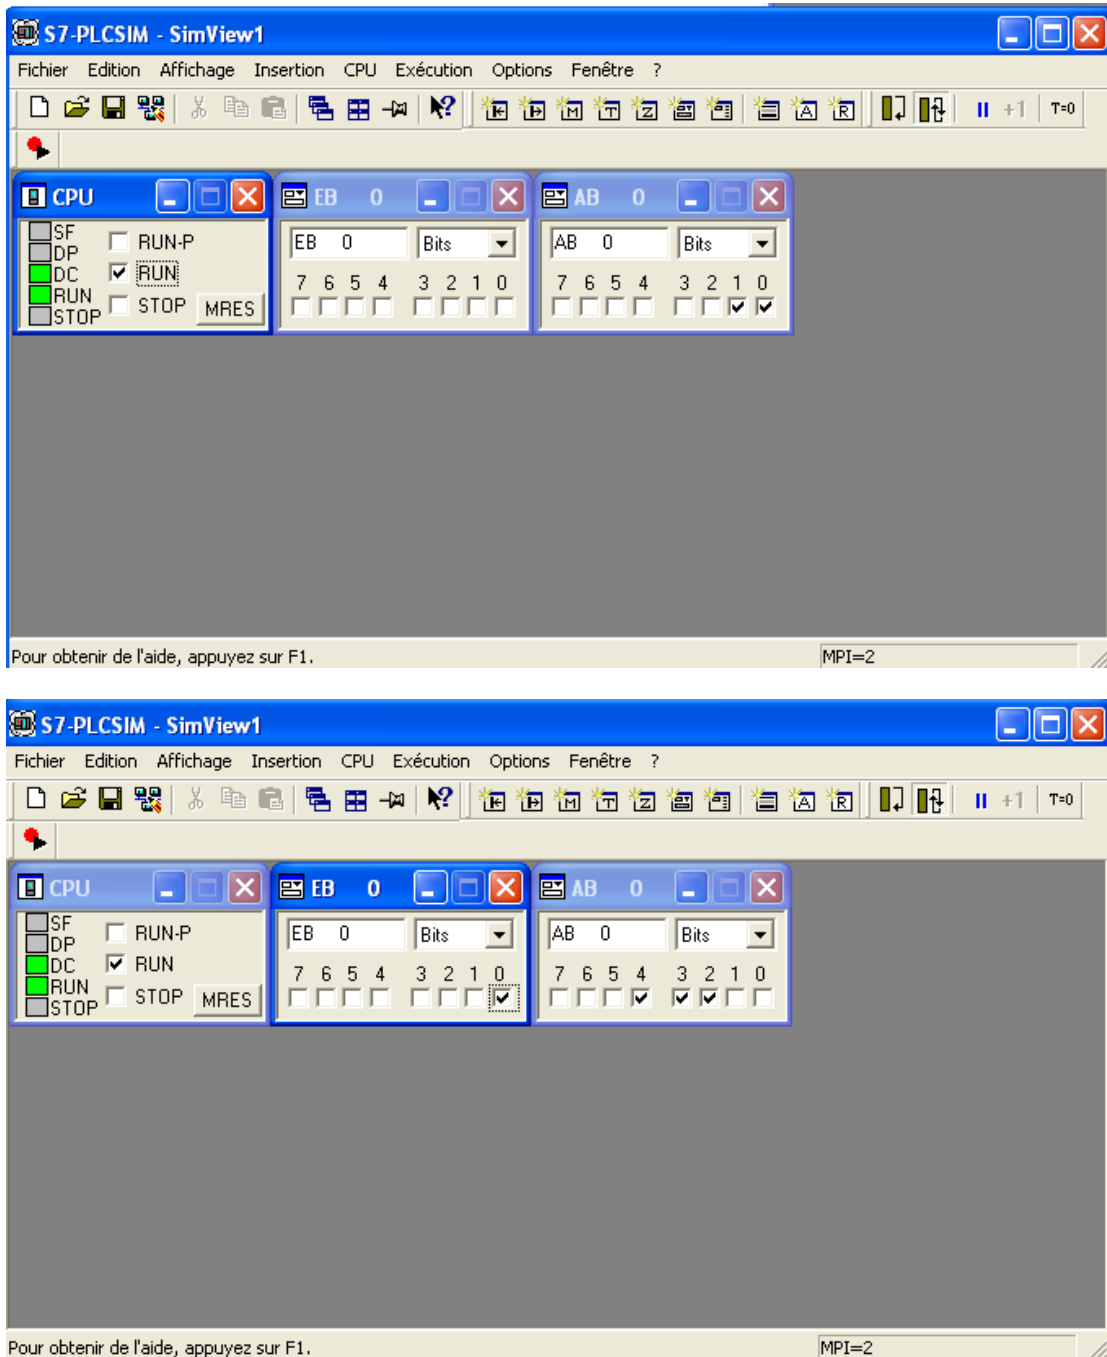 S7-PLCSIM - SimView1
Fichier Edition Affichage Insertion CPU Exécution Options Fenêtre ?
+1 T=0
CPU
SF
DP
DC
RUN
STOP
RUN-P
RUN
STOP MRES
EB 0
EB 0 Bits
7 6 5 4 3 2 1 0
AB 0
AB 0 Bits
7 6 5 4 3 2 1 0
Pour obtenir de l'aide, appuyez sur F1. MPI=2
S7-PLCSIM - SimView1
Fichier Edition Affichage Insertion CPU Exécution Options Fenêtre ?
+1 T=0
CPU
SF
DP
DC
RUN
STOP
RUN-P
RUN
STOP MRES
EB 0
EB 0 Bits
7 6 5 4 3 2 1 0
AB 0
AB 0 Bits
7 6 5 4 3 2 1 0
Pour obtenir de l'aide, appuyez sur F1. MPI=2